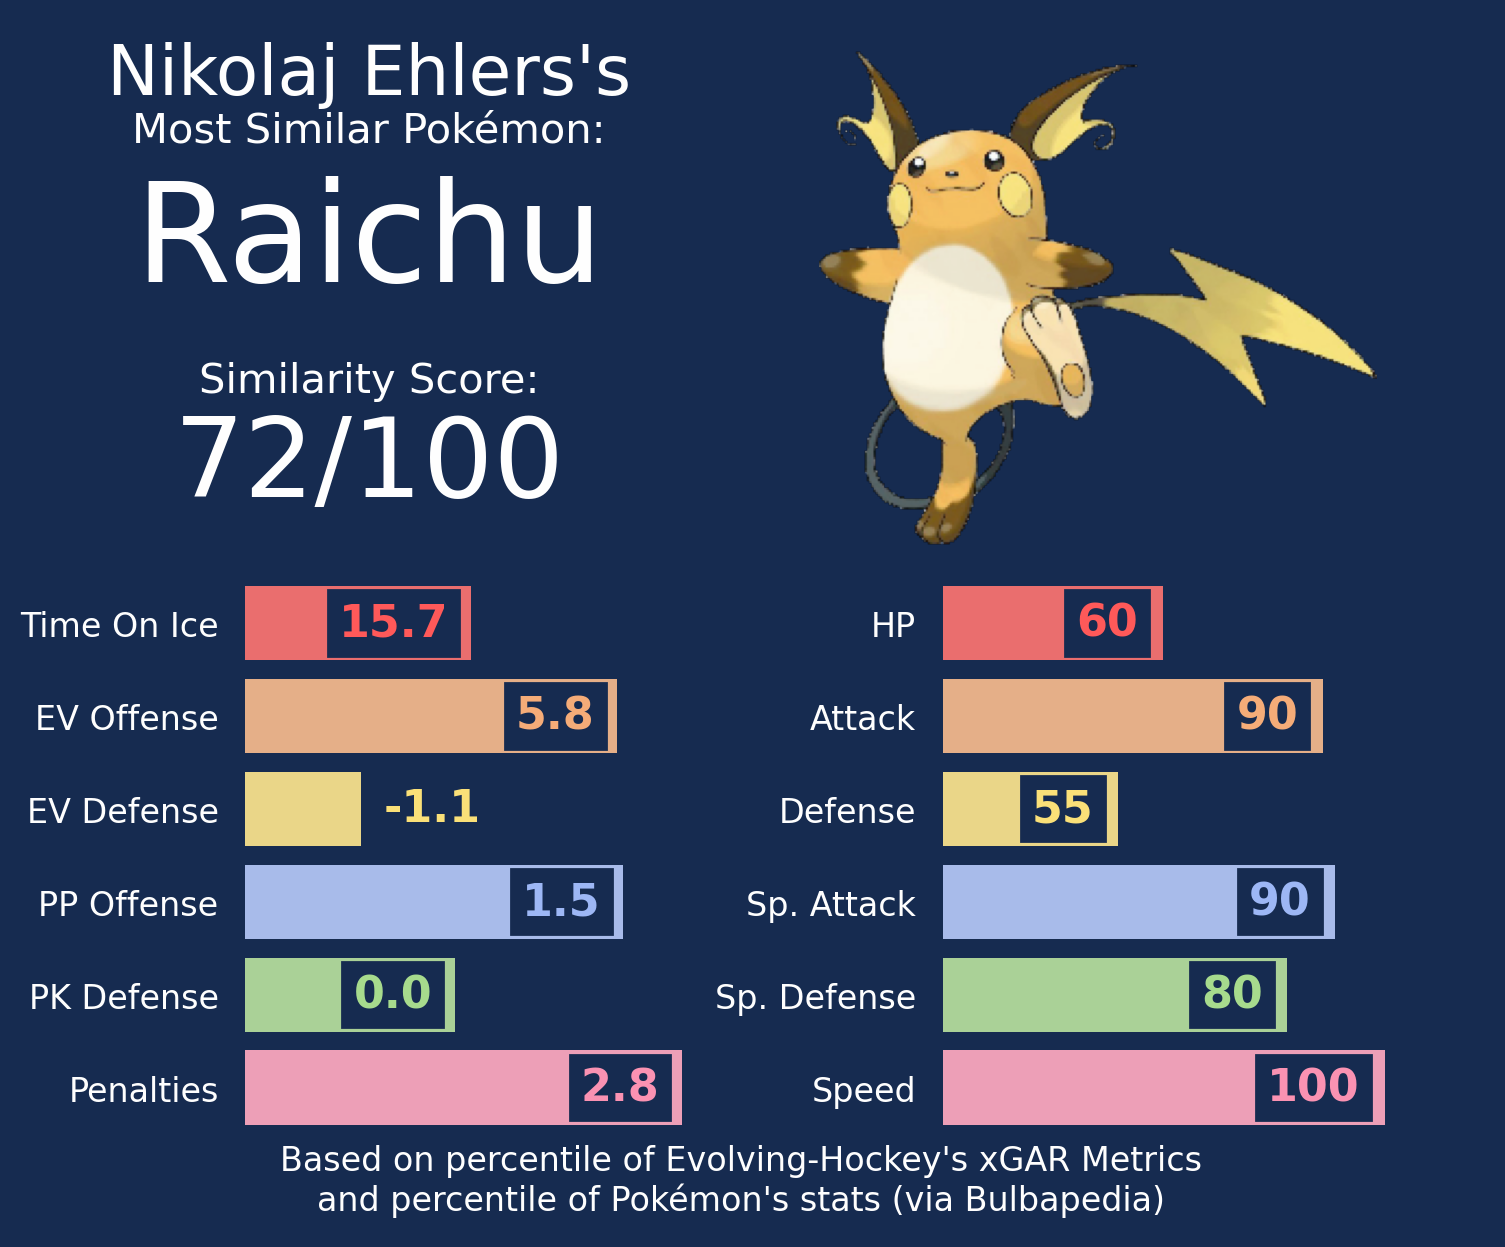 Nikolaj Ehlers's
Most Similar Pokémon:
Raichu
Similarity Score:
72/100
Time On Ice 15.7
EV Offense 5.8
EV Defense -1.1
PP Offense 1.5
PK Defense 0.0
Penalties 2.8
HP 60
Attack 90
Defense 55
Sp. Attack 90
Sp. Defense 80
Speed 100
Based on percentile of Evolving-Hockey's xGAR Metrics
and percentile of Pokémon's stats (via Bulbapedia)